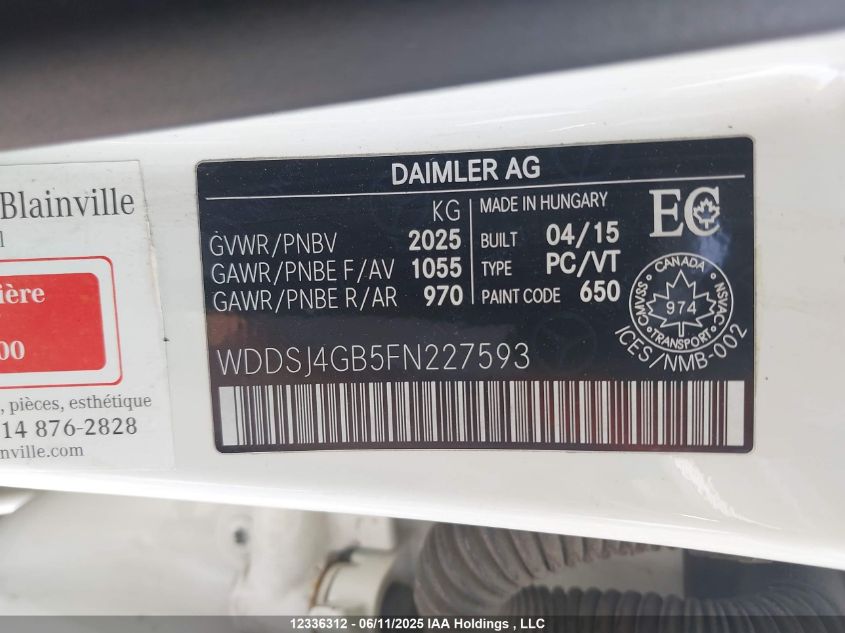 Blainville
ière
00
, pièces, esthétique
14 876-2828
nville.com
DAIMLER AG
KG
GVWR/PNBV 2025
GAWR/PNBE F/AV 1055
GAWR/PNBE R/AR 970
MADE IN HUNGARY
BUILT 04/15
TYPE PC/VT
PAINT CODE 650
EC
CANADA
CMVSS
974
NSVAC
TRANSPORT
ICES/NMB-002
WDDSJ4GB5FN227593
12336312 - 06/11/2025 IAA Holdings , LLC